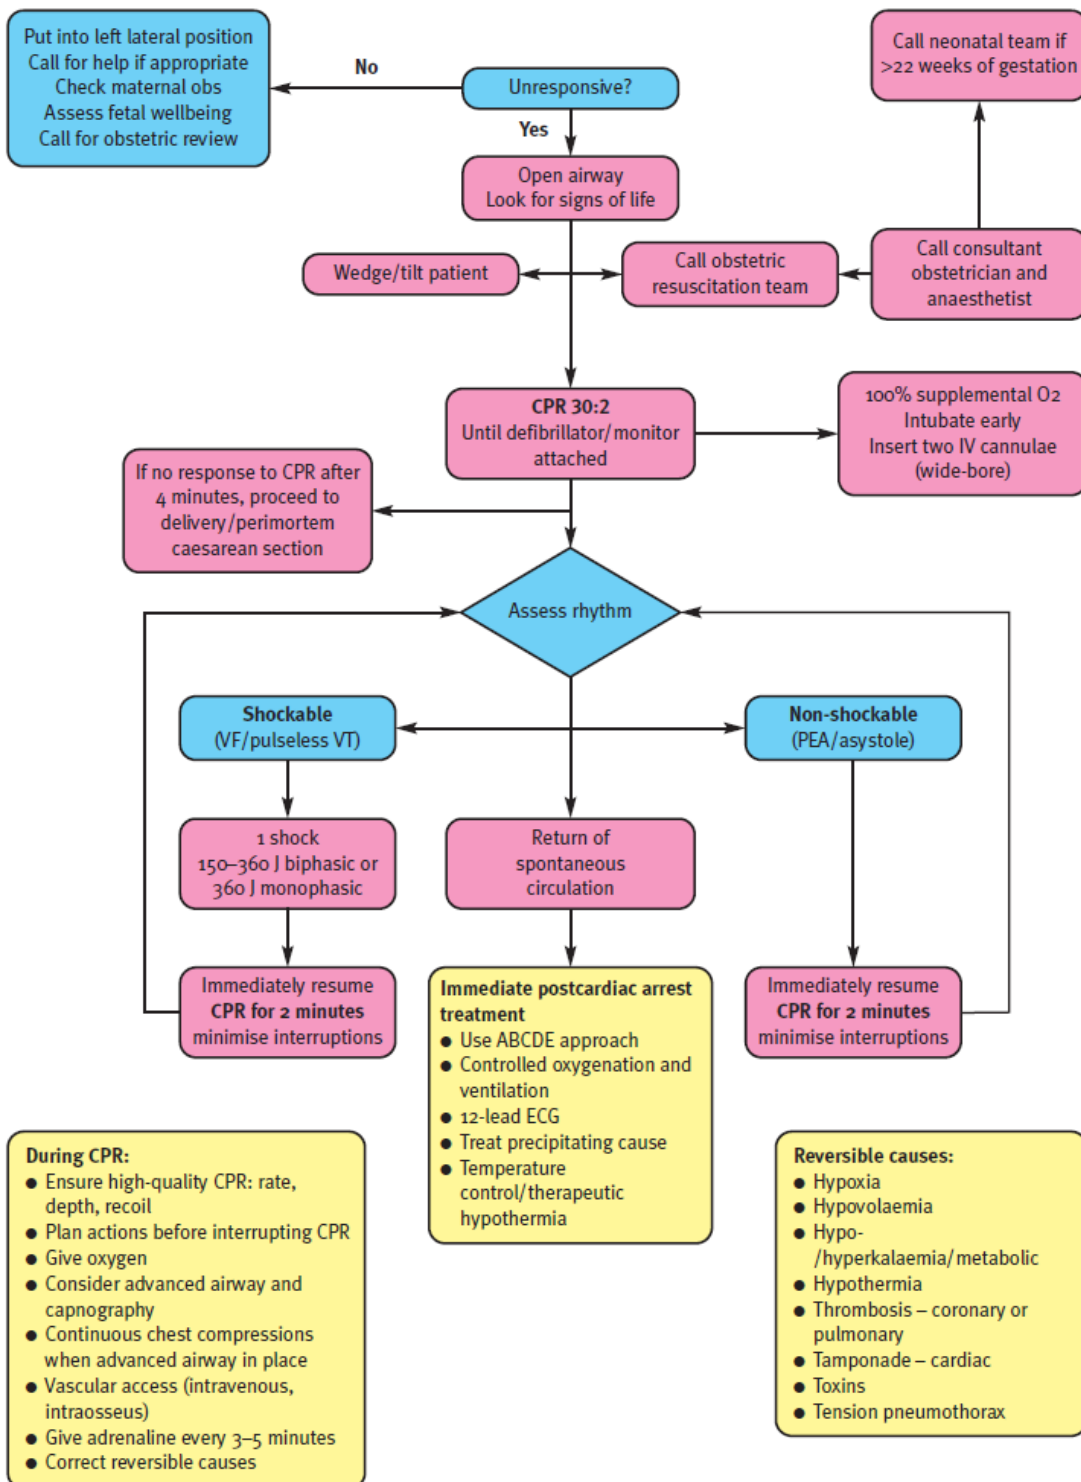 Put into left lateral position
Call for help if appropriate
Check maternal obs
Assess fetal wellbeing
Call for obstetric review
No
Unresponsive?
Yes
Call neonatal team if
>22 weeks of gestation
Open airway
Look for signs of life
Wedge/tilt patient
Call obstetric
resuscitation team
Call consultant
obstetrician and
anaesthetist
CPR 30:2
Until defibrillator/monitor
attached
100% supplemental O2
Intubate early
Insert two IV cannulae
(wide-bore)
If no response to CPR after
4 minutes, proceed to
delivery/perimortem
caesarean section
Assess rhythm
Shockable
(VF/pulseless VT)
Non-shockable
(PEA/asystole)
1 shock
150–360 J biphasic or
360 J monophasic
Return of
spontaneous
circulation
Immediately resume
CPR for 2 minutes
minimise interruptions
Immediate postcardiac arrest
treatment
● Use ABCDE approach
● Controlled oxygenation and
ventilation
● 12-lead ECG
● Treat precipitating cause
● Temperature
control/therapeutic
hypothermia
Immediately resume
CPR for 2 minutes
minimise interruptions
During CPR:
● Ensure high-quality CPR: rate,
depth, recoil
● Plan actions before interrupting CPR
● Give oxygen
● Consider advanced airway and
capnography
● Continuous chest compressions
when advanced airway in place
● Vascular access (intravenous,
intraosseus)
● Give adrenaline every 3–5 minutes
● Correct reversible causes
Reversible causes:
● Hypoxia
● Hypovolaemia
● Hypo-
/hyperkalaemia/metabolic
● Hypothermia
● Thrombosis – coronary or
pulmonary
● Tamponade – cardiac
● Toxins
● Tension pneumothorax